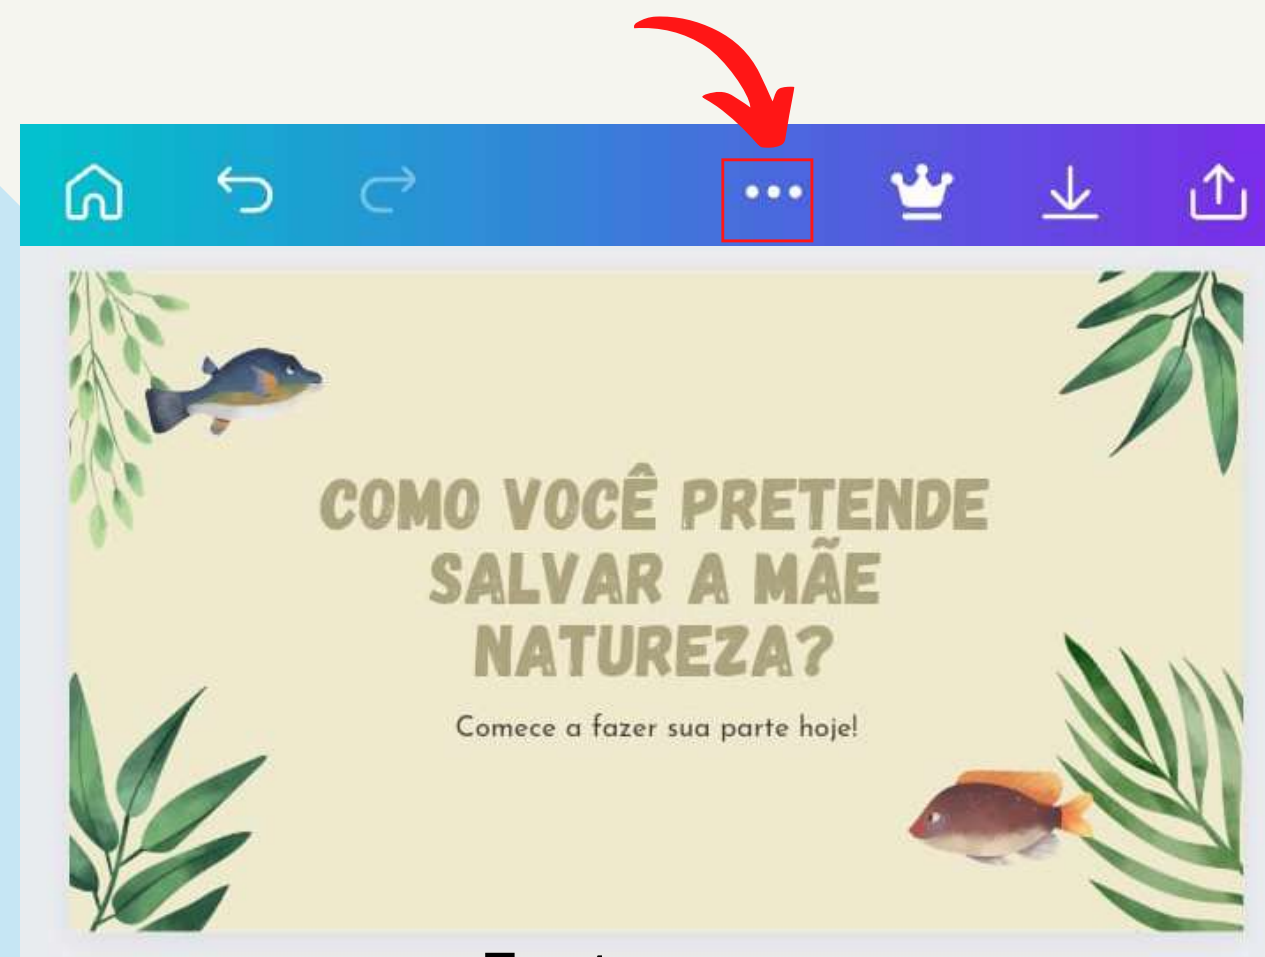 COMO VOCÊ PRETENDE
SALVAR A MÃE
NATUREZA?
Comece a fazer sua parte hoje!